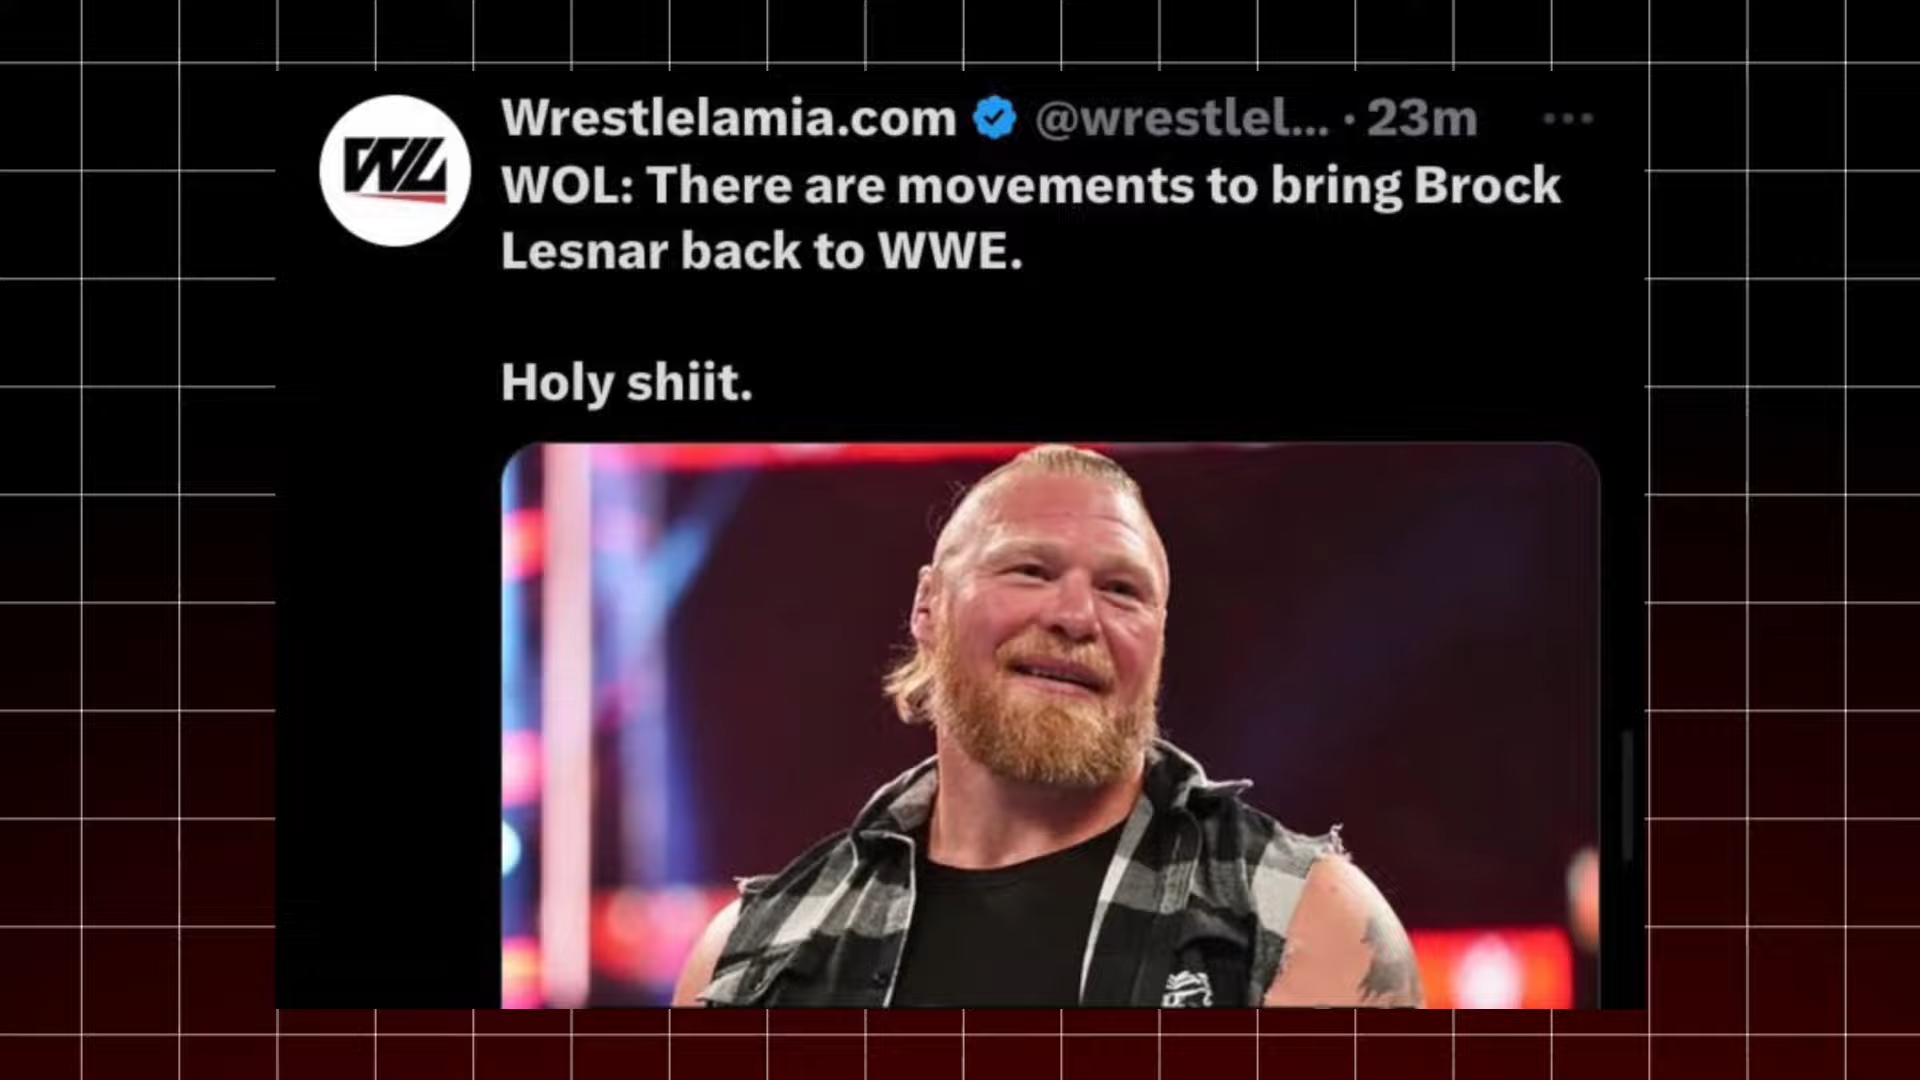 WL
Wrestlelamia.com @wrestlel... · 23m ...
WOL: There are movements to bring Brock
Lesnar back to WWE.
Holy shiit.